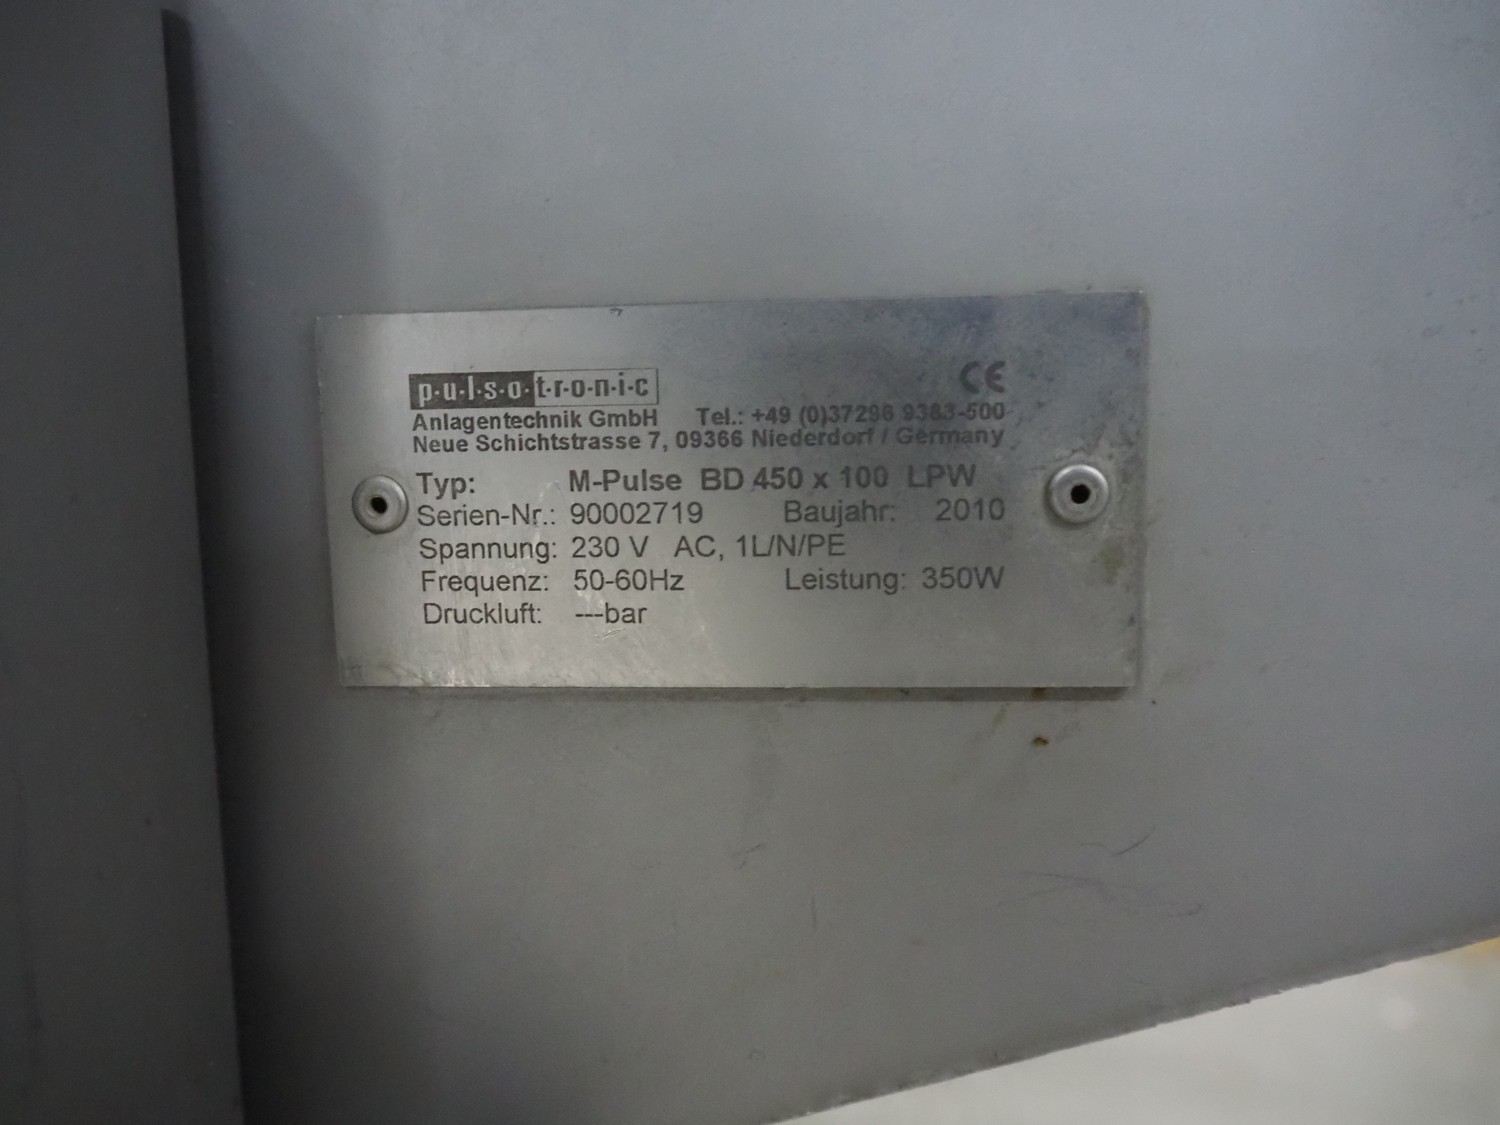 p·u·l·s·o·t·r·o·n·i·c CE
Anlagentechnik GmbH Tel.: +49 (0)37296 9383-500
Neue Schichtstrasse 7, 09366 Niederdorf / Germany
Typ: M-Pulse BD 450 x 100 LPW
Serien-Nr.: 90002719 Baujahr: 2010
Spannung: 230 V AC, 1L/N/PE
Frequenz: 50-60Hz Leistung: 350W
Druckluft: ---bar